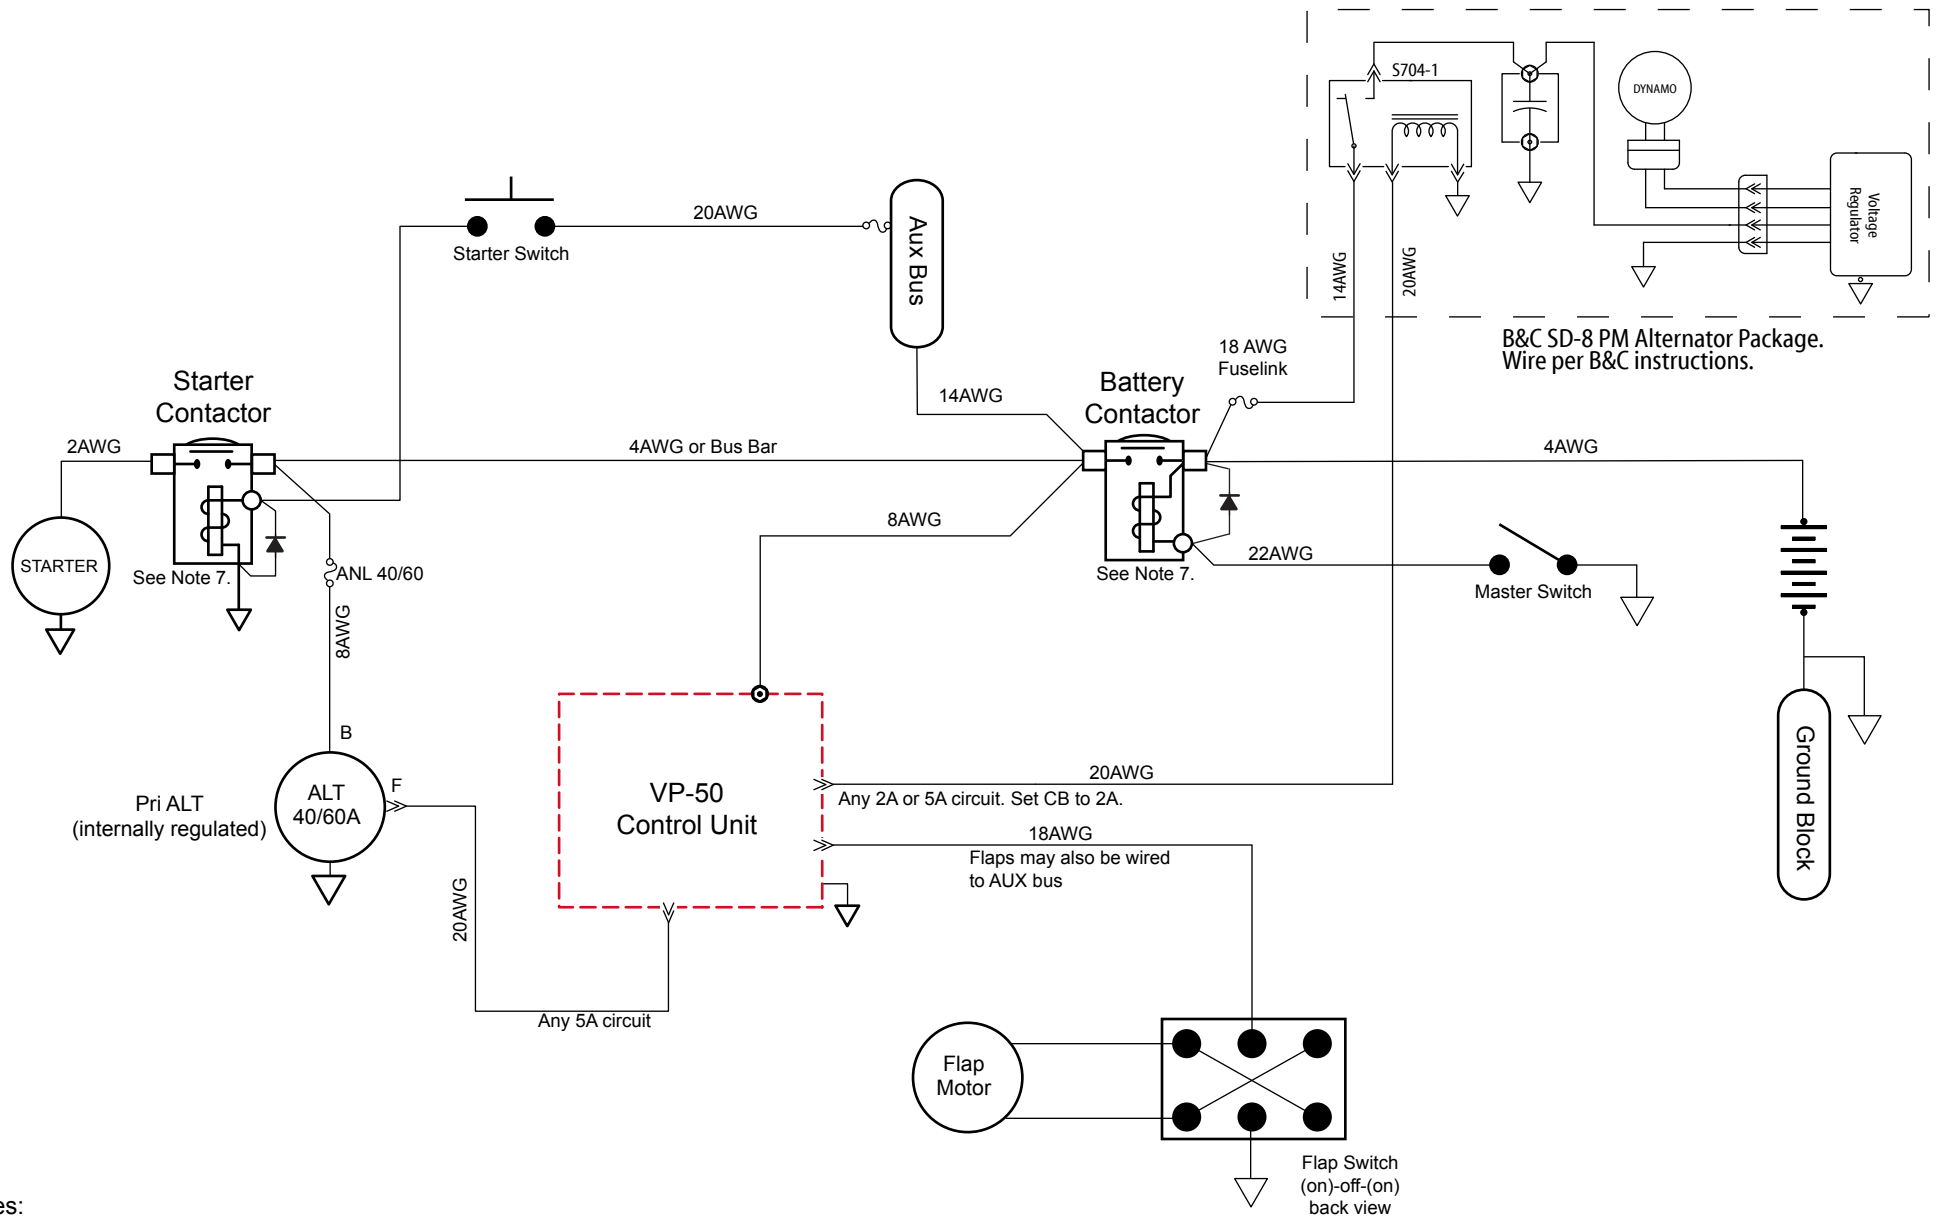 S704-1
DYNAMO
Voltage
Regulator
14AWG
20AWG
B&C SD-8 PM Alternator Package.
Wire per B&C instructions.
20AWG
Starter Switch
Aux Bus
18 AWG
Fuselink
Starter
Contactor
14AWG
Battery
Contactor
2AWG
4AWG or Bus Bar
4AWG
8AWG
22AWG
STARTER
See Note 7.
ANL 40/60
See Note 7.
Master Switch
8AWG
B
Ground Block
Pri ALT
(internally regulated)
ALT
40/60A
F
VP-50
Control Unit
20AWG
Any 2A or 5A circuit. Set CB to 2A.
18AWG
Flaps may also be wired
to AUX bus
20AWG
Any 5A circuit
Flap
Motor
Flap Switch
(on)-off-(on)
back view
es: